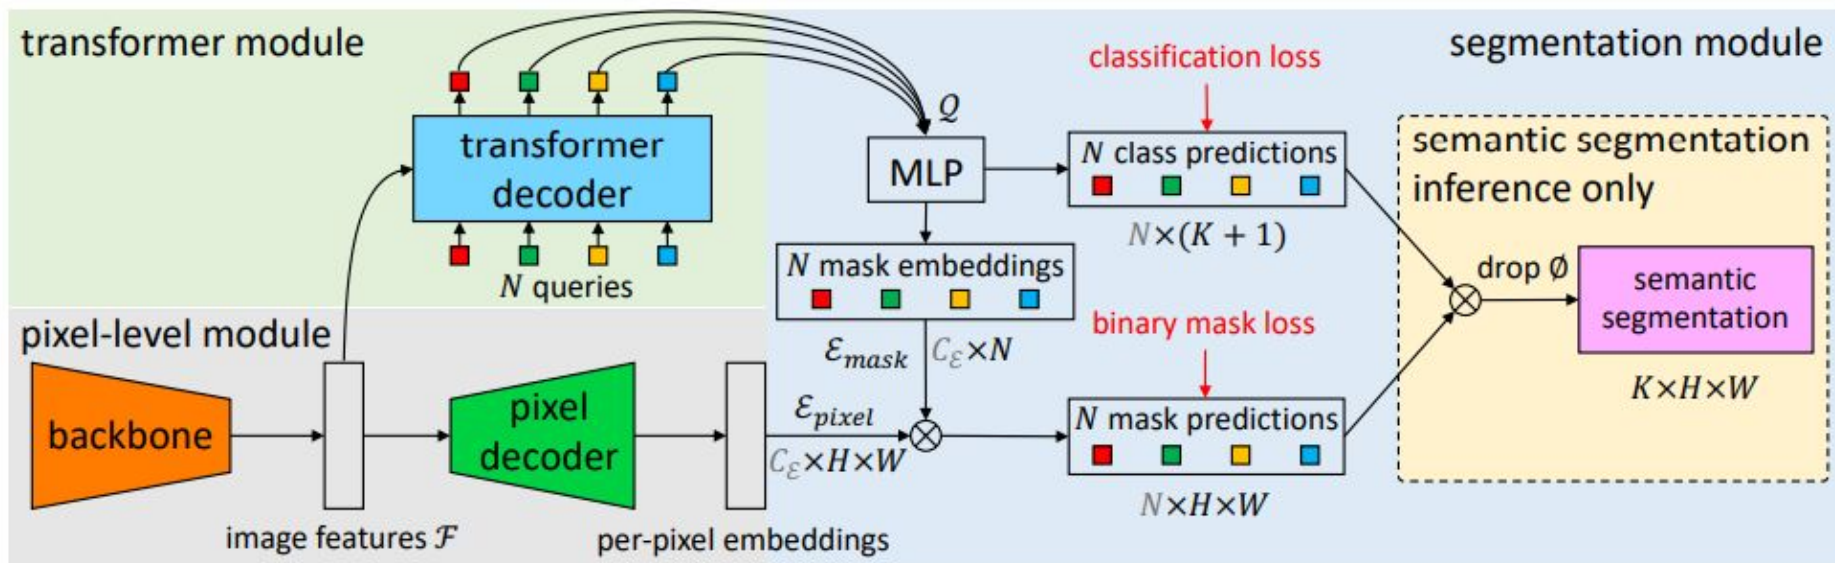 transformer module
transformer
decoder
N queries
pixel-level module
backbone
image features ℱ
pixel
decoder
per-pixel embeddings
segmentation module
𝒬
MLP
N mask embeddings
ℰmask
Cℰ×N
ℰpixel
Cℰ×H×W
classification loss
N class predictions
N×(K + 1)
binary mask loss
N mask predictions
N×H×W
semantic segmentation
inference only
drop ∅
semantic
segmentation
K×H×W